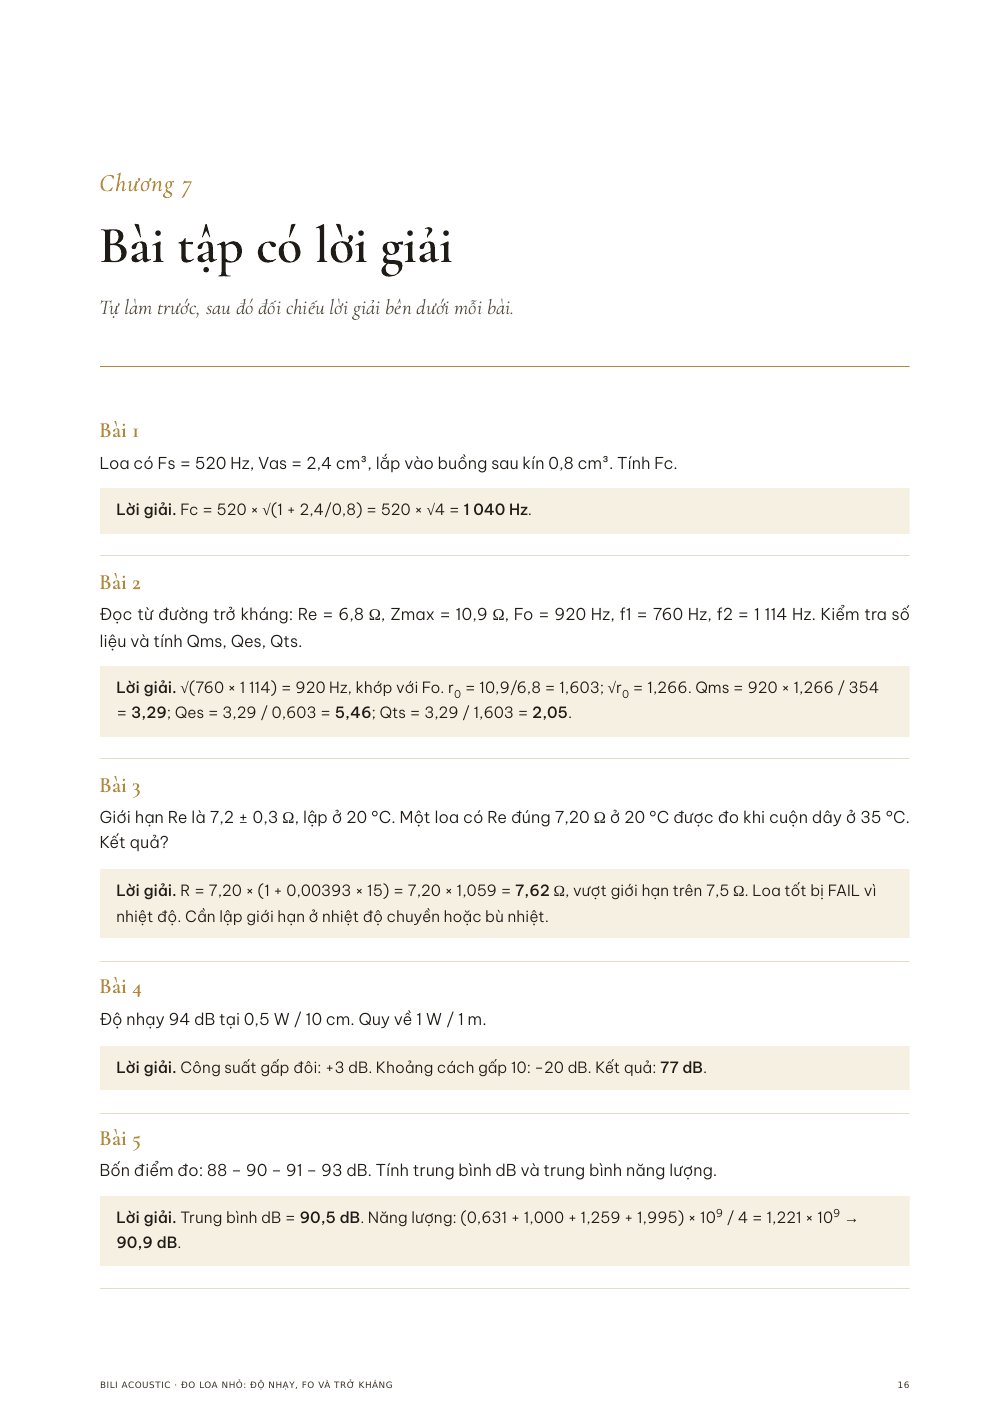 Chương 7
Bài tập có lời giải
Tự làm trước, sau đó đối chiếu lời giải bên dưới mỗi bài.
Bài 1
Loa có Fs = 520 Hz, Vas = 2,4 cm³, lắp vào buồng sau kín 0,8 cm³. Tính Fc.
Lời giải. Fc = 520 × √(1 + 2,4/0,8) = 520 × √4 = 1 040 Hz.
Bài 2
Đọc từ đường trở kháng: Re = 6,8 Ω, Zmax = 10,9 Ω, Fo = 920 Hz, f1 = 760 Hz, f2 = 1 114 Hz. Kiểm tra số
liệu và tính Qms, Qes, Qts.
Lời giải. √(760 × 1 114) = 920 Hz, khớp với Fo. r₀ = 10,9/6,8 = 1,603; √r₀ = 1,266. Qms = 920 × 1,266 / 354
= 3,29; Qes = 3,29 / 0,603 = 5,46; Qts = 3,29 / 1,603 = 2,05.
Bài 3
Giới hạn Re là 7,2 ± 0,3 Ω, lập ở 20 °C. Một loa có Re đúng 7,20 Ω ở 20 °C được đo khi cuộn dây ở 35 °C.
Kết quả?
Lời giải. R = 7,20 × (1 + 0,00393 × 15) = 7,20 × 1,059 = 7,62 Ω, vượt giới hạn trên 7,5 Ω. Loa tốt bị FAIL vì
nhiệt độ. Cần lập giới hạn ở nhiệt độ chuyền hoặc bù nhiệt.
Bài 4
Độ nhạy 94 dB tại 0,5 W / 10 cm. Quy về 1 W / 1 m.
Lời giải. Công suất gấp đôi: +3 dB. Khoảng cách gấp 10: −20 dB. Kết quả: 77 dB.
Bài 5
Bốn điểm đo: 88 – 90 – 91 – 93 dB. Tính trung bình dB và trung bình năng lượng.
Lời giải. Trung bình dB = 90,5 dB. Năng lượng: (0,631 + 1,000 + 1,259 + 1,995) × 10⁹ / 4 = 1,221 × 10⁹ →
90,9 dB.
BILI ACOUSTIC · ĐO LOA NHỎ: ĐỘ NHẠY, FO VÀ TRỞ KHÁNG
16